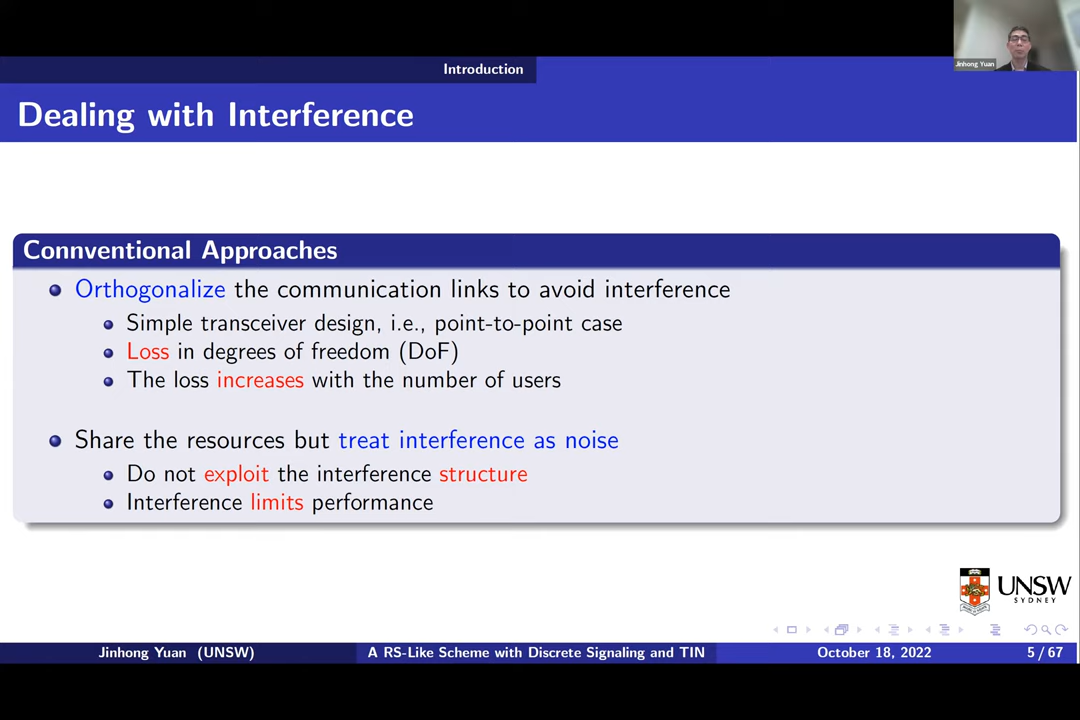 Jinhong Yuan
Introduction
Dealing with Interference
Connventional Approaches
Orthogonalize the communication links to avoid interference
Simple transceiver design, i.e., point-to-point case
Loss in degrees of freedom (DoF)
The loss increases with the number of users
Share the resources but treat interference as noise
Do not exploit the interference structure
Interference limits performance
UNSW
SYDNEY
Jinhong Yuan (UNSW) A RS-Like Scheme with Discrete Signaling and TIN October 18, 2022 5 / 67